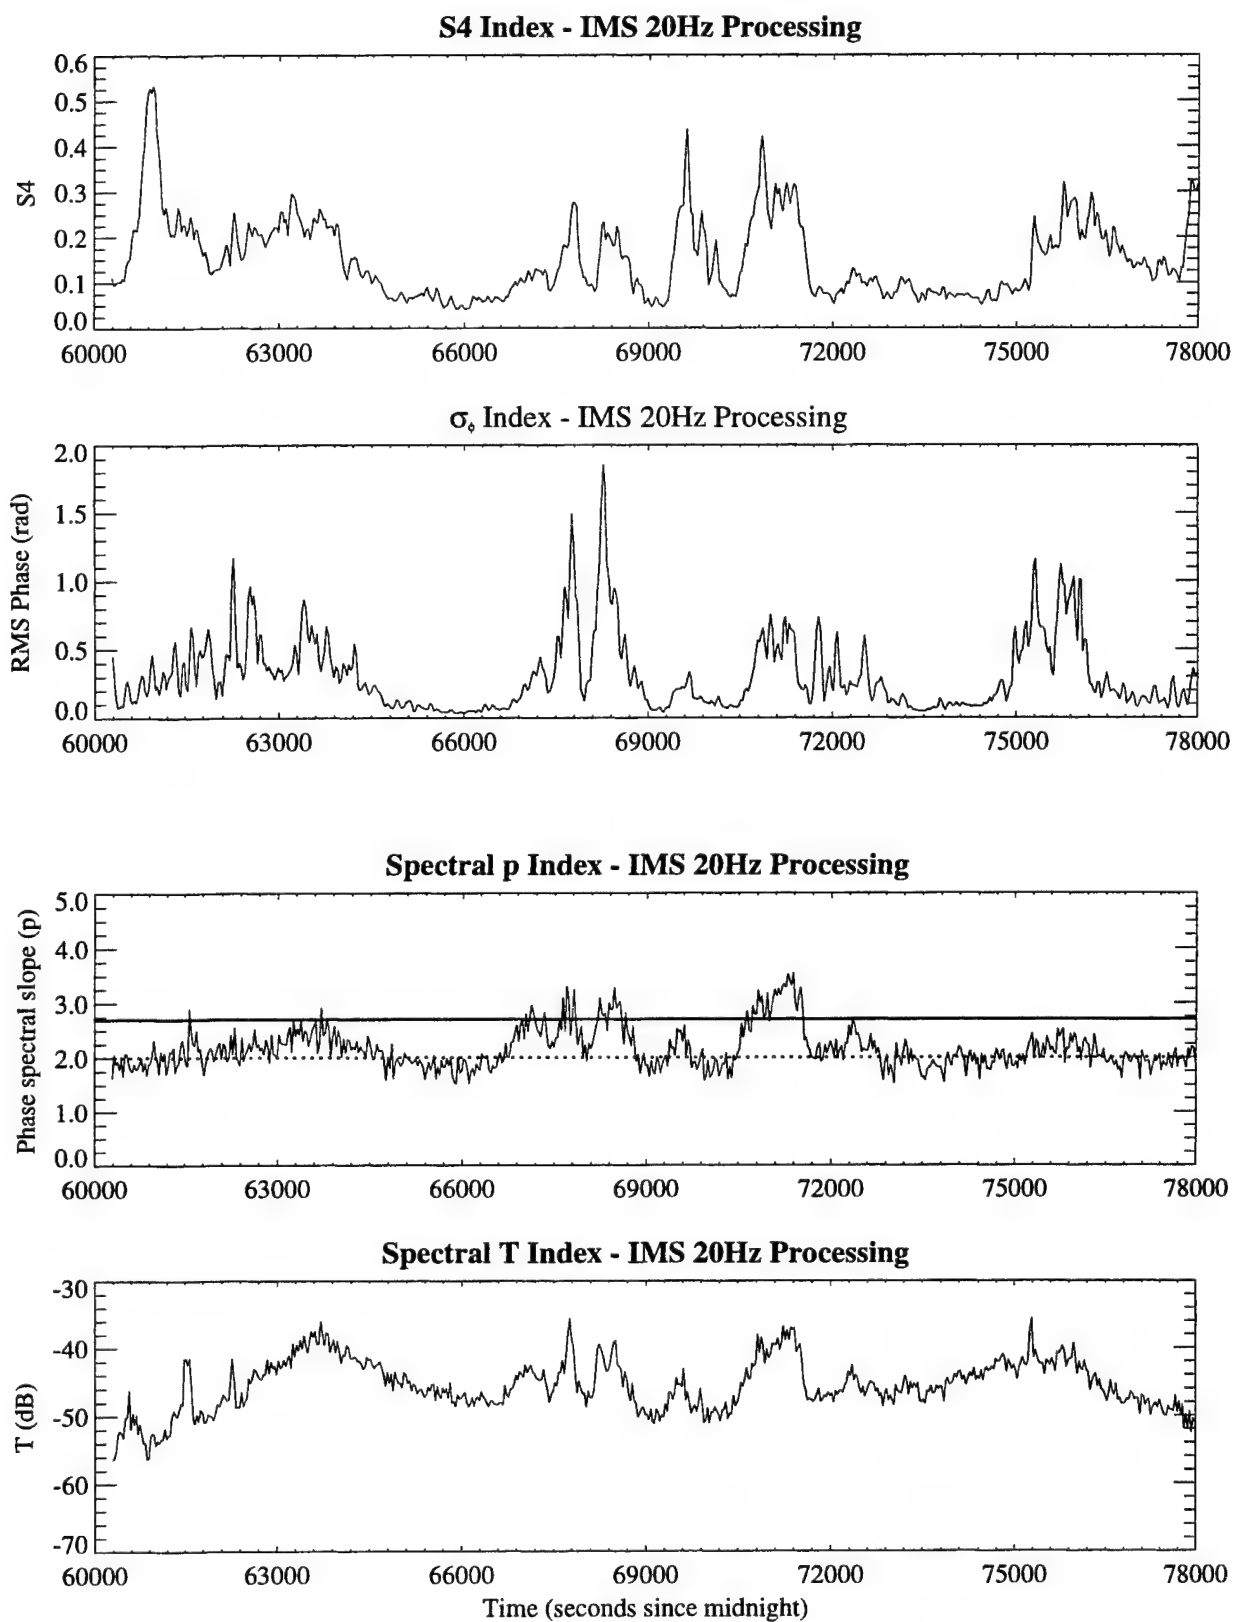 S4 Index - IMS 20Hz Processing
0.6
0.5
0.4
0.3
0.2
0.1
0.0
S4
60000 63000 66000 69000 72000 75000 78000
σϕ Index - IMS 20Hz Processing
2.0
1.5
1.0
0.5
0.0
RMS Phase (rad)
60000 63000 66000 69000 72000 75000 78000
Spectral p Index - IMS 20Hz Processing
5.0
4.0
3.0
2.0
1.0
0.0
Phase spectral slope (p)
60000 63000 66000 69000 72000 75000 78000
Spectral T Index - IMS 20Hz Processing
-30
-40
-50
-60
-70
T (dB)
60000 63000 66000 69000 72000 75000 78000
Time (seconds since midnight)